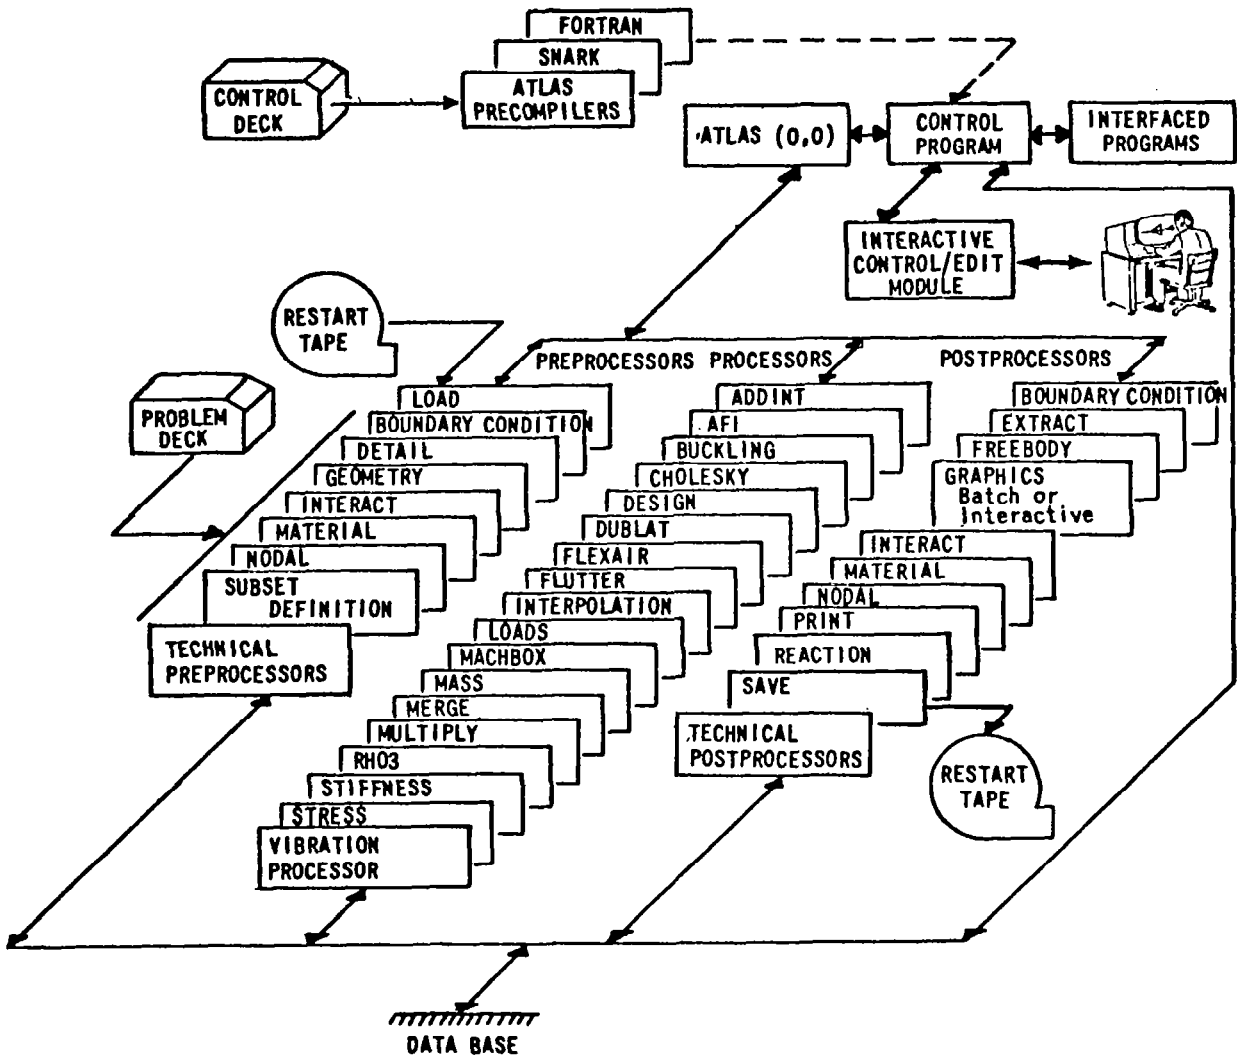 FORTRAN
SNARK
ATLAS
PRECOMPILERS
CONTROL
DECK
ATLAS (0,0)
CONTROL
PROGRAM
INTERFACED
PROGRAMS
INTERACTIVE
CONTROL/EDIT
MODULE
RESTART
TAPE
PROBLEM
DECK
PREPROCESSORS
LOAD
BOUNDARY CONDITION
DETAIL
GEOMETRY
INTERACT
MATERIAL
NODAL
SUBSET
DEFINITION
TECHNICAL
PREPROCESSORS
PROCESSORS
ADDINT
AFI
BUCKLING
CHOLESKY
DESIGN
DUBLAT
FLEXAIR
FLUTTER
INTERPOLATION
LOADS
MACHBOX
MASS
MERGE
MULTIPLY
RHO3
STIFFNESS
STRESS
VIBRATION
PROCESSOR
POSTPROCESSORS
BOUNDARY CONDITION
EXTRACT
FREEBODY
GRAPHICS
Batch or
Interactive
INTERACT
MATERIAL
NODAL
PRINT
REACTION
SAVE
TECHNICAL
POSTPROCESSORS
RESTART
TAPE
DATA BASE